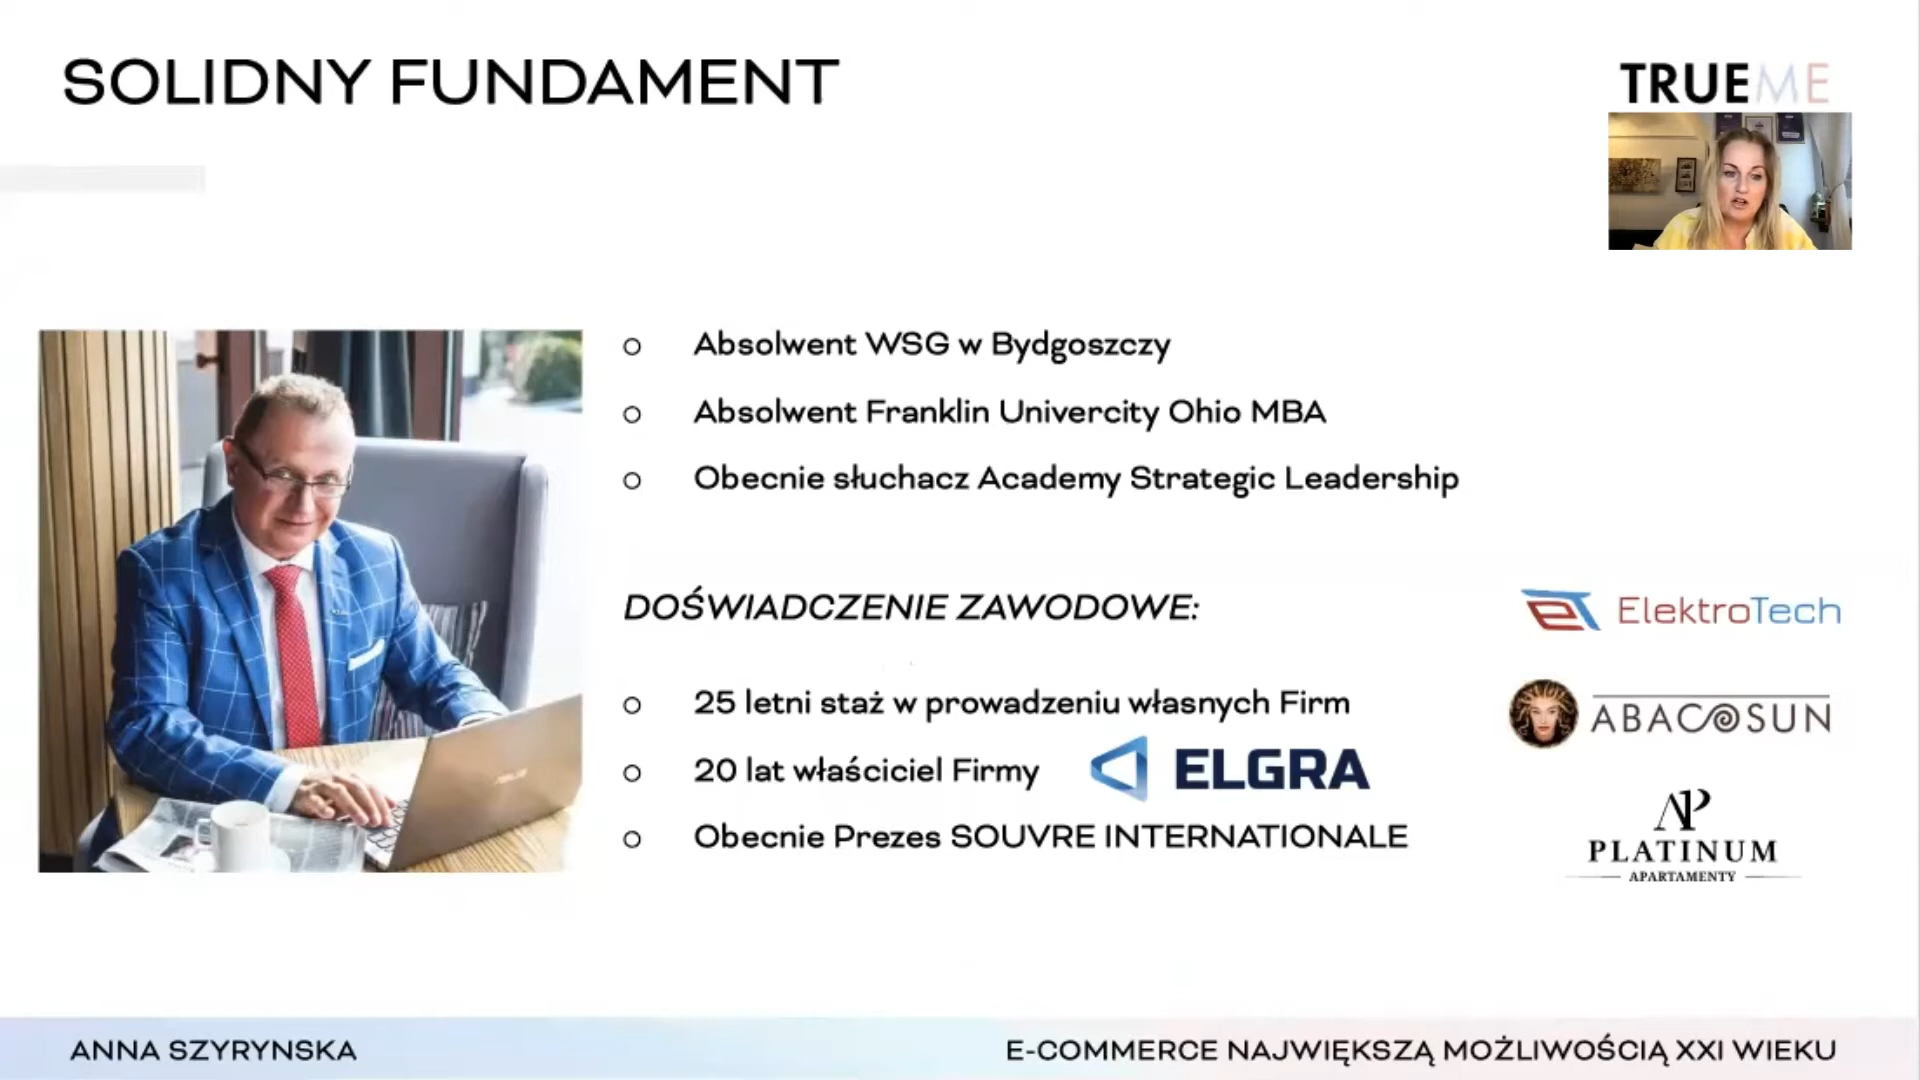 SOLIDNY FUNDAMENT
TRUEME
Absolwent WSG w Bydgoszczy
Absolwent Franklin Univercity Ohio MBA
Obecnie słuchacz Academy Strategic Leadership
DOŚWIADCZENIE ZAWODOWE:
ElektroTech
25 letni staż w prowadzeniu własnych Firm
ABACOSUN
20 lat właściciel Firmy ELGRA
Obecnie Prezes SOUVRE INTERNATIONALE
AP
PLATINUM
APARTAMENTY
ANNA SZYRYNSKA
E-COMMERCE NAJWIĘKSZĄ MOŻLIWOŚCIĄ XXI WIEKU